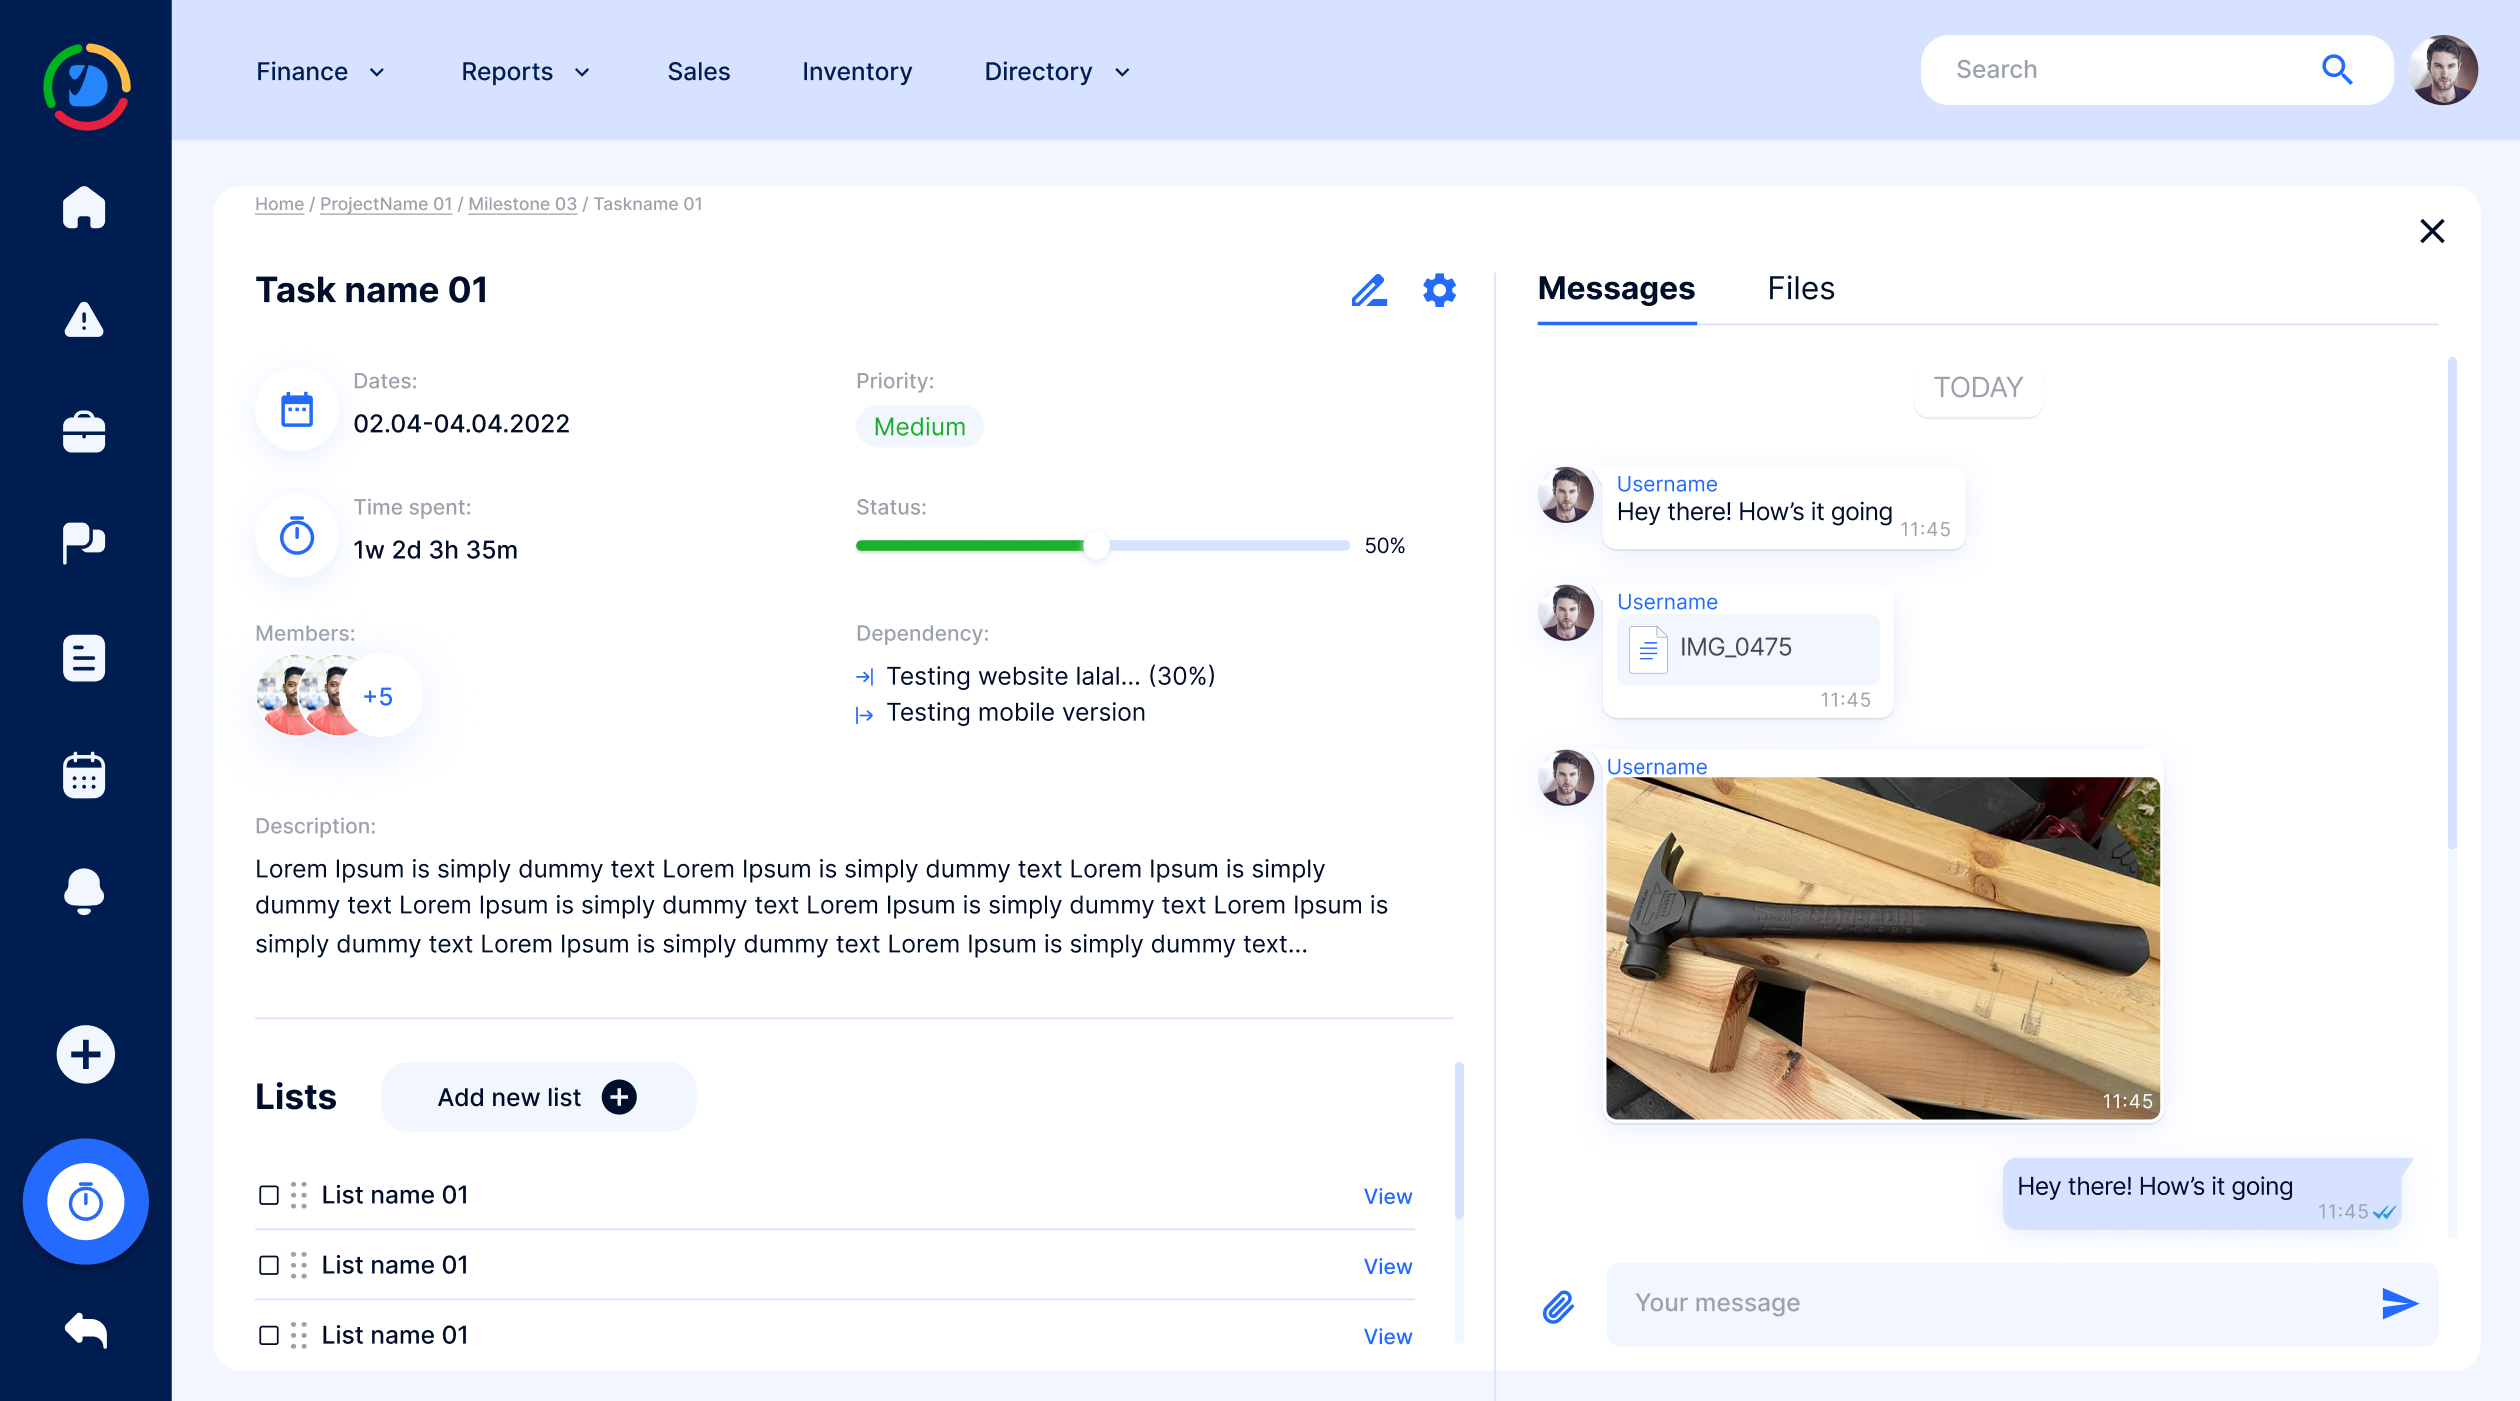 Finance
Reports
Sales
Inventory
Directory
Search
Home / ProjectName 01 / Milestone 03 / Taskname 01
Task name 01
Dates:
02.04-04.04.2022
Priority:
Medium
Time spent:
1w 2d 3h 35m
Status:
50%
Members:
+5
Dependency:
Testing website lalal... (30%)
Testing mobile version
Description:
Lorem Ipsum is simply dummy text Lorem Ipsum is simply dummy text Lorem Ipsum is simply
dummy text Lorem Ipsum is simply dummy text Lorem Ipsum is simply dummy text Lorem Ipsum is
simply dummy text Lorem Ipsum is simply dummy text Lorem Ipsum is simply dummy text...
Lists
Add new list
List name 01
View
List name 01
View
List name 01
View
Messages
Files
TODAY
Username
Hey there! How’s it going
11:45
Username
IMG_0475
11:45
Username
11:45
Hey there! How’s it going
11:45
Your message